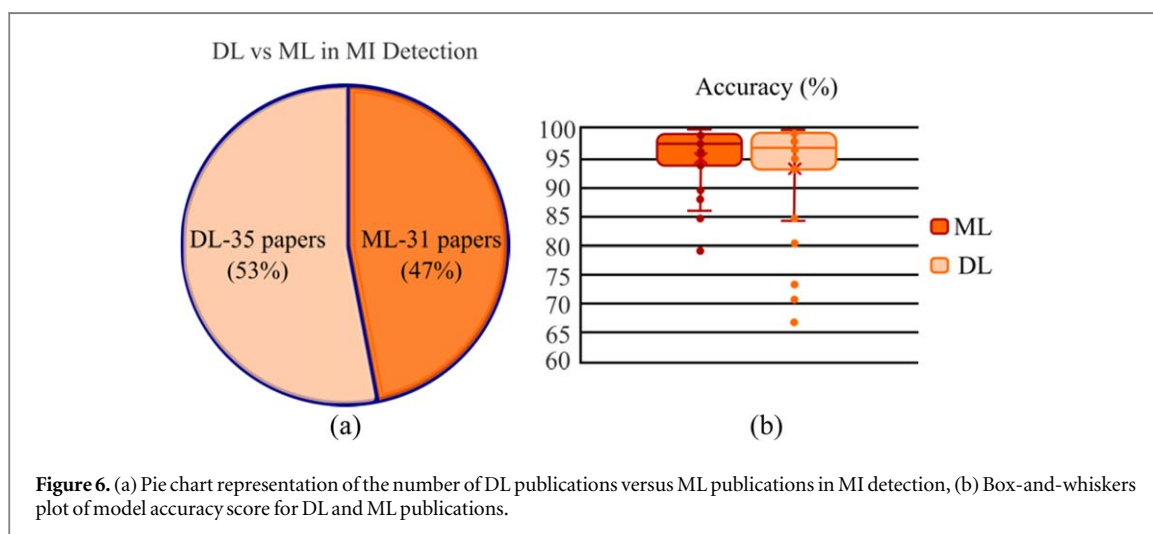 DL vs ML in MI Detection
DL-35 papers
(53%)
ML-31 papers
(47%)
(a)
Accuracy (%)
100
95
90
85
80
75
70
65
60
ML
DL
(b)
Figure 6. (a) Pie chart representation of the number of DL publications versus ML publications in MI detection, (b) Box-and-whiskers
plot of model accuracy score for DL and ML publications.